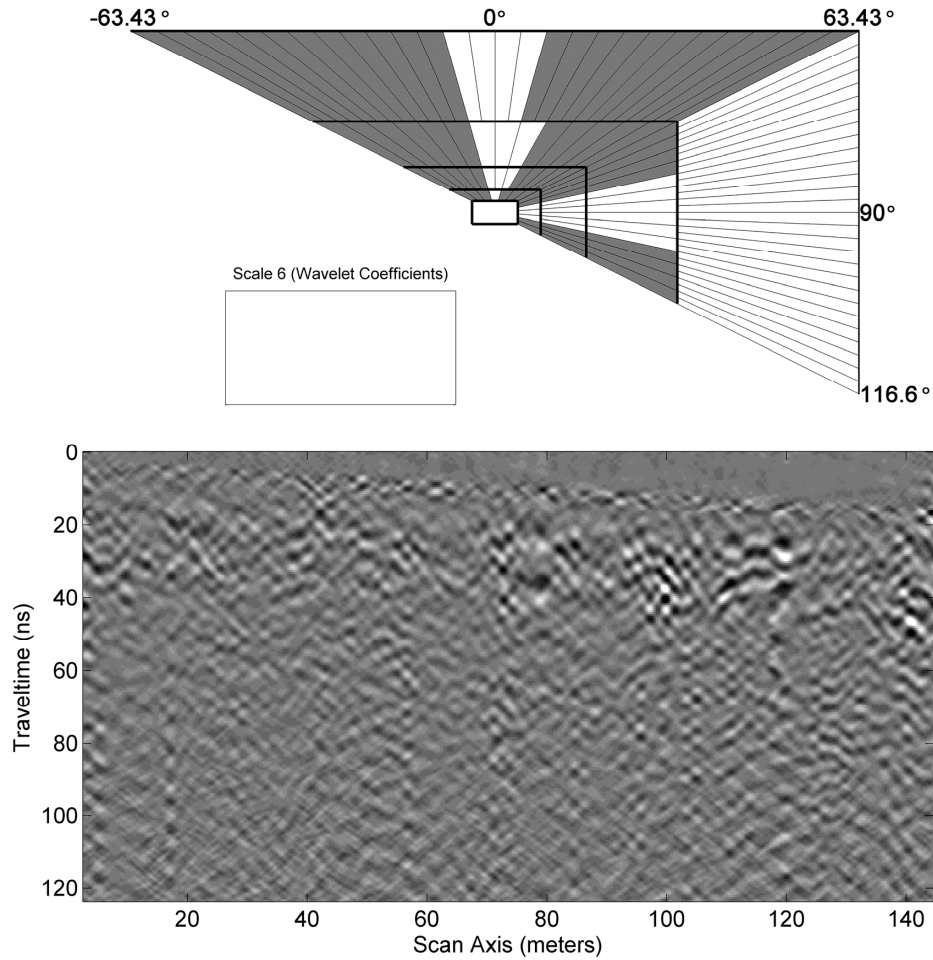 -63.43° 0° 63.43°
90°
116.6°
Scale 6 (Wavelet Coefficients)
0
20
40
60
80
100
120
Traveltime (ns)
20 40 60 80 100 120 140
Scan Axis (meters)